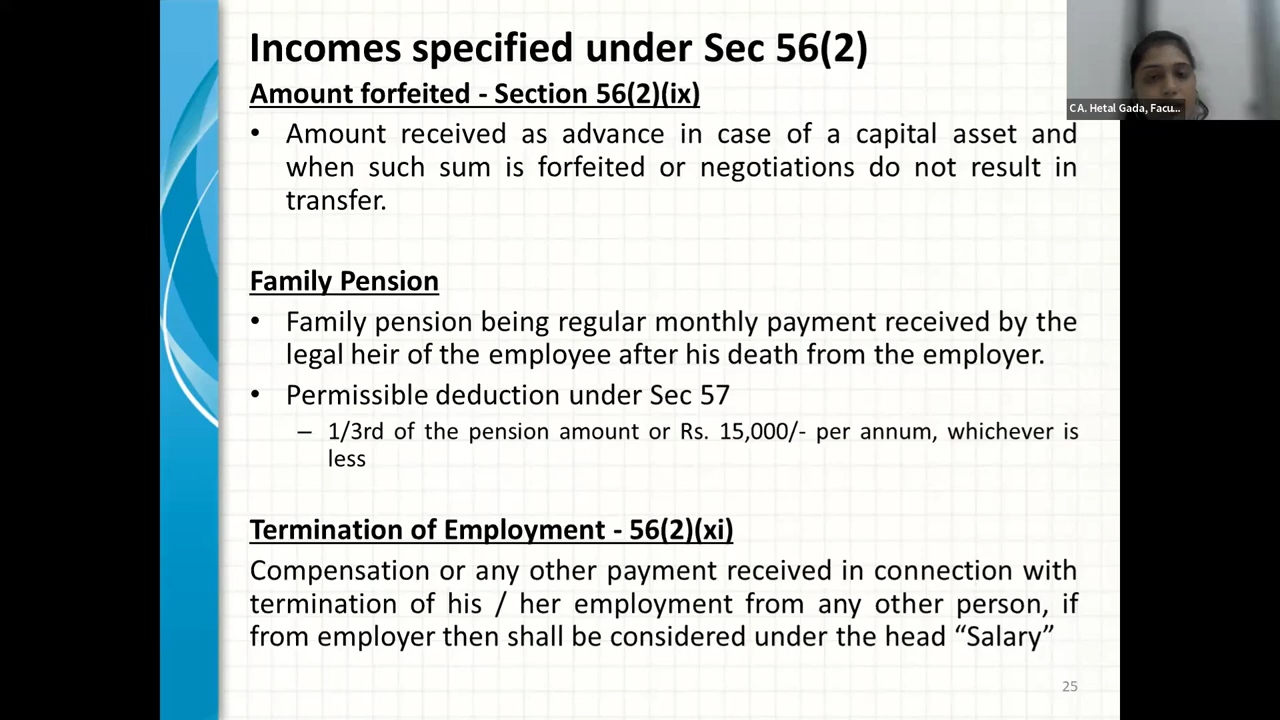 Incomes specified under Sec 56(2)
CA. Hetal Gada, Facu...
Amount forfeited - Section 56(2)(ix)
• Amount received as advance in case of a capital asset and
when such sum is forfeited or negotiations do not result in
transfer.
Family Pension
• Family pension being regular monthly payment received by the
legal heir of the employee after his death from the employer.
• Permissible deduction under Sec 57
– 1/3rd of the pension amount or Rs. 15,000/- per annum, whichever is
less
Termination of Employment - 56(2)(xi)
Compensation or any other payment received in connection with
termination of his / her employment from any other person, if
from employer then shall be considered under the head “Salary”
25